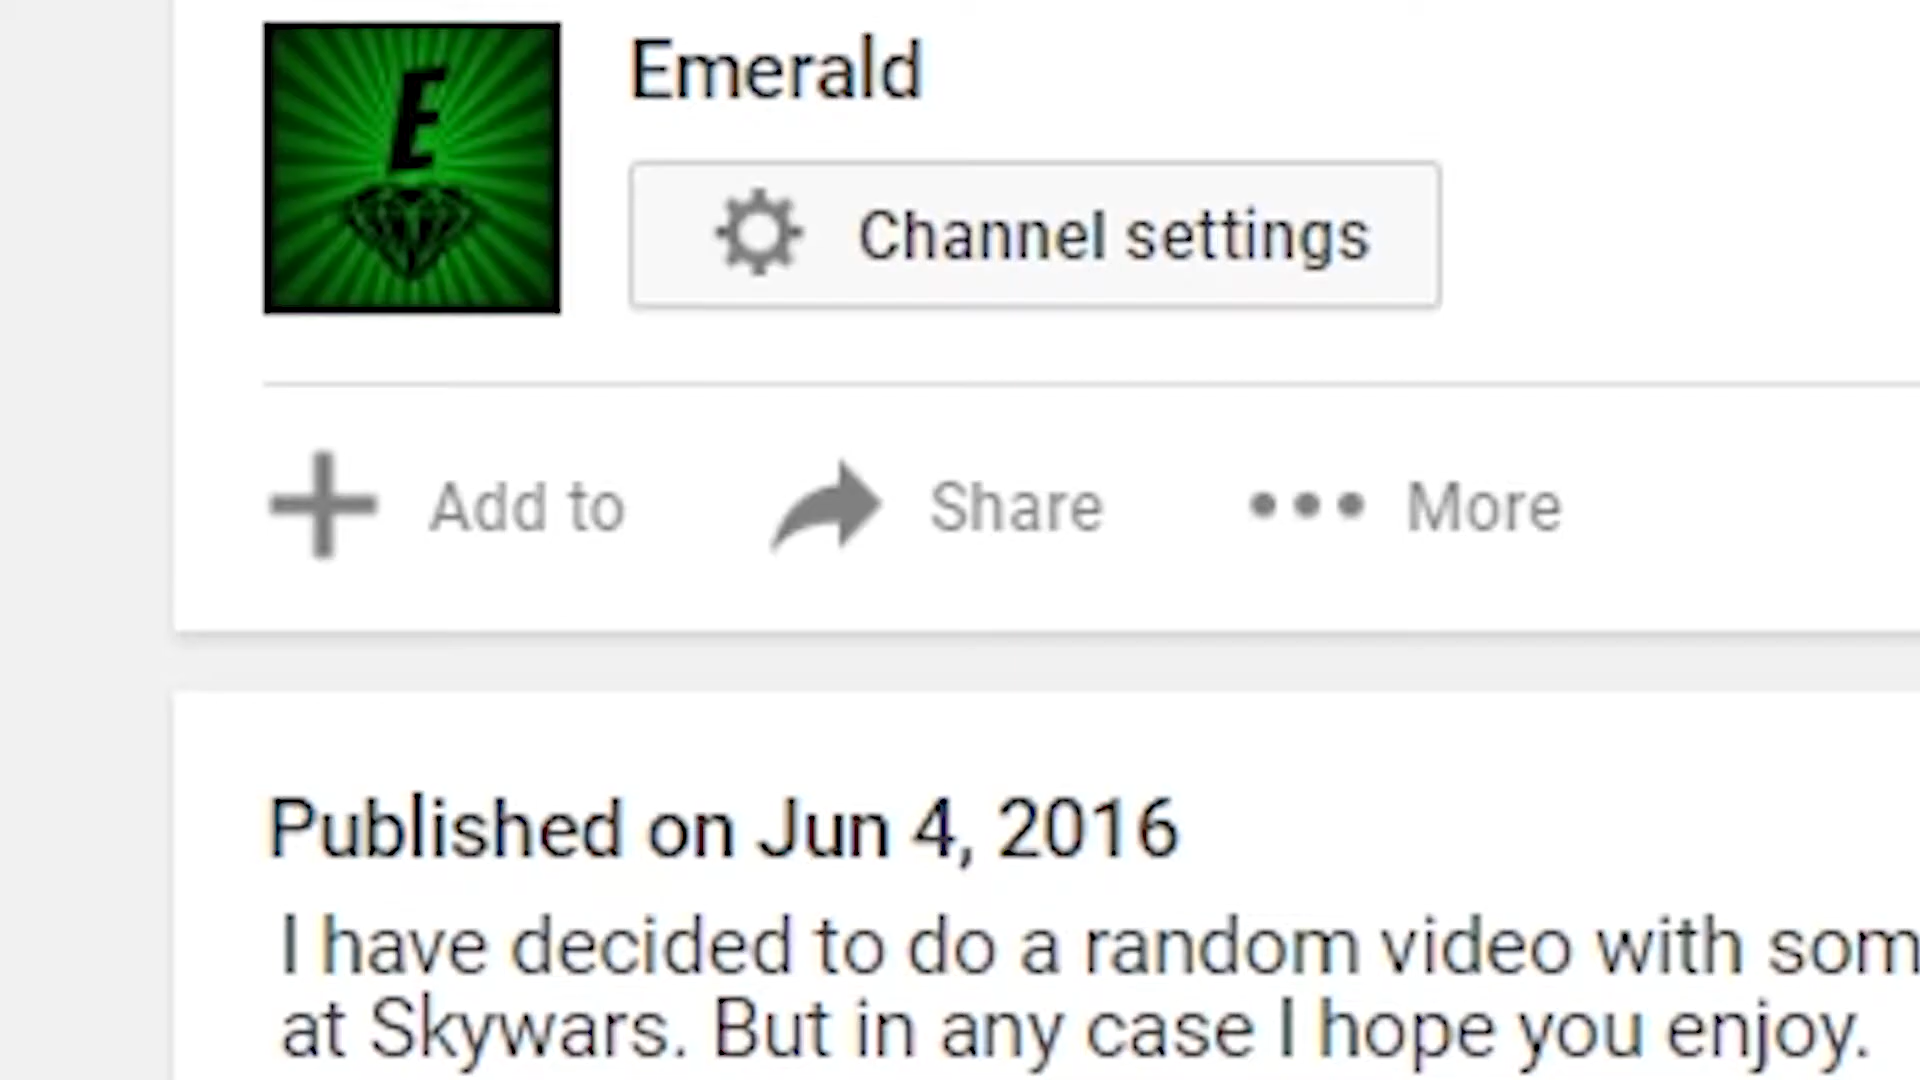 E
Emerald
Channel settings
Add to
Share
More
Published on Jun 4, 2016
I have decided to do a random video with
at Skywars. But in any case I hope you enjoy.